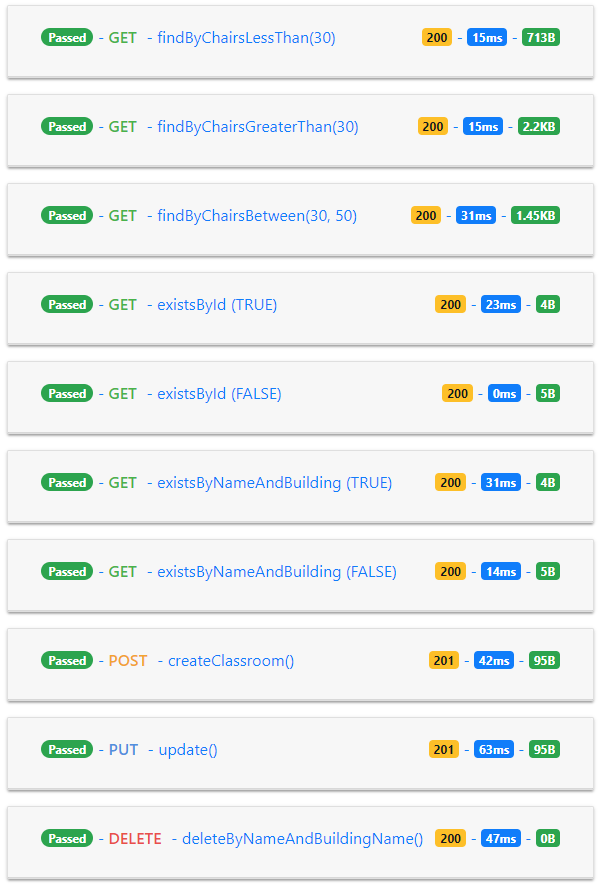 Passed - GET - findByChairsLessThan(30) 200 - 15ms - 713B
Passed - GET - findByChairsGreaterThan(30) 200 - 15ms - 2.2KB
Passed - GET - findByChairsBetween(30, 50) 200 - 31ms - 1.45KB
Passed - GET - existsById (TRUE) 200 - 23ms - 4B
Passed - GET - existsById (FALSE) 200 - 0ms - 5B
Passed - GET - existsByNameAndBuilding (TRUE) 200 - 31ms - 4B
Passed - GET - existsByNameAndBuilding (FALSE) 200 - 14ms - 5B
Passed - POST - createClassroom() 201 - 42ms - 95B
Passed - PUT - update() 201 - 63ms - 95B
Passed - DELETE - deleteByNameAndBuildingName() 200 - 47ms - 0B